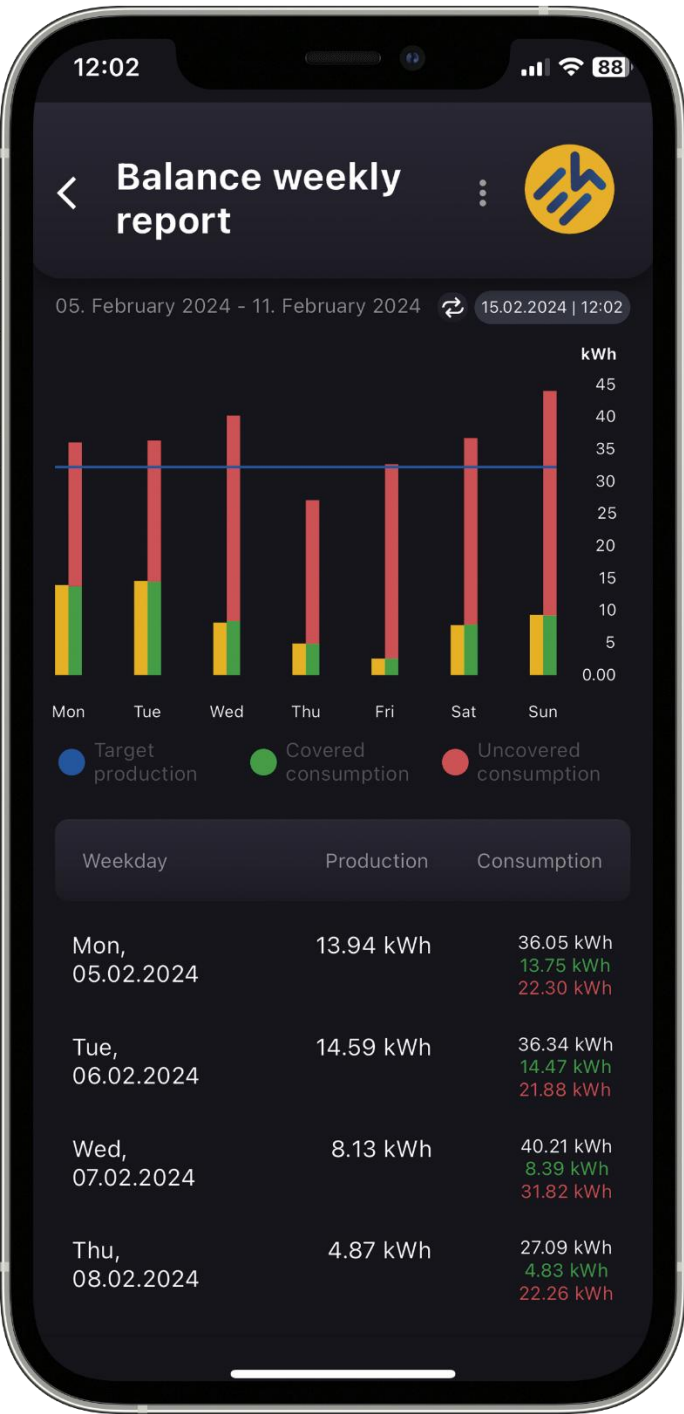 12:02
88
Balance weekly
report
05. February 2024 - 11. February 2024
15.02.2024 | 12:02
kWh
45
40
35
30
25
20
15
10
5
0.00
Mon Tue Wed Thu Fri Sat Sun
Target
production
Covered
consumption
Uncovered
consumption
Weekday Production Consumption
Mon,
05.02.2024
13.94 kWh
36.05 kWh
13.75 kWh
22.30 kWh
Tue,
06.02.2024
14.59 kWh
36.34 kWh
14.47 kWh
21.88 kWh
Wed,
07.02.2024
8.13 kWh
40.21 kWh
8.39 kWh
31.82 kWh
Thu,
08.02.2024
4.87 kWh
27.09 kWh
4.83 kWh
22.26 kWh